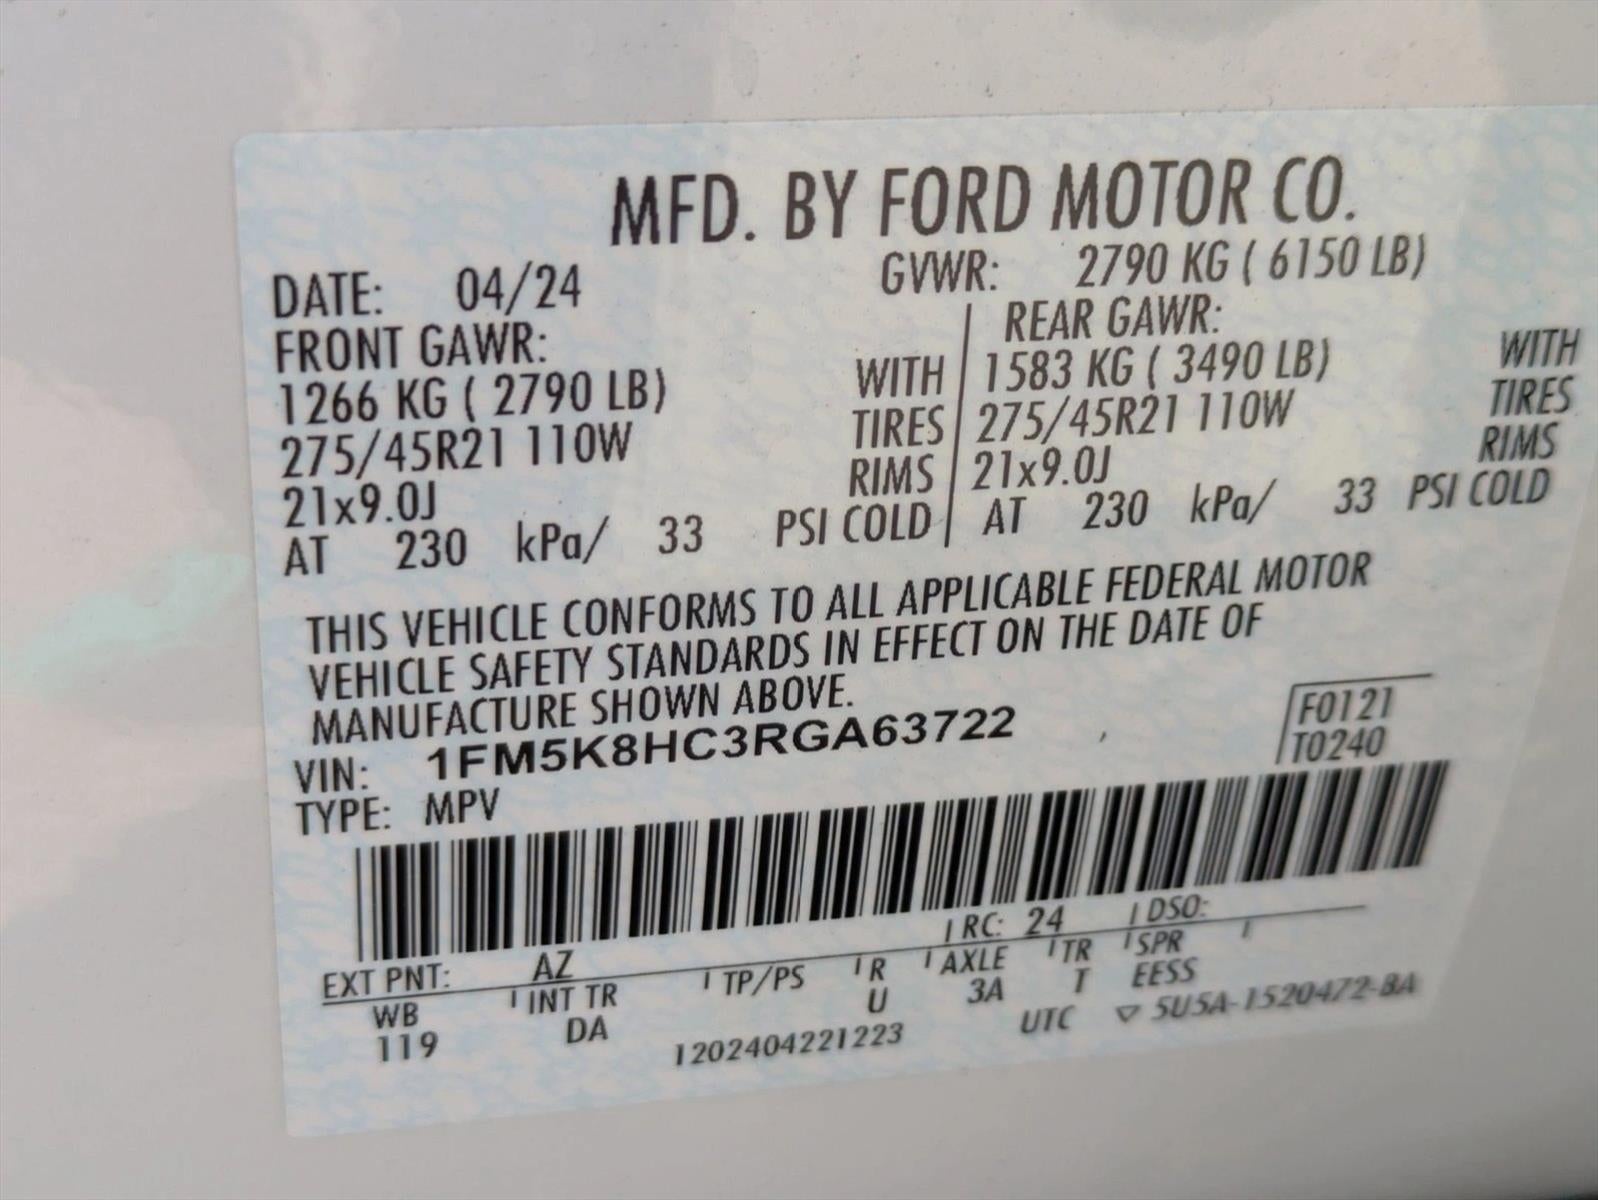 MFD. BY FORD MOTOR CO.
DATE: 04/24 GVWR: 2790 KG ( 6150 LB)
FRONT GAWR: REAR GAWR:
1266 KG ( 2790 LB) WITH 1583 KG ( 3490 LB) WITH
275/45R21 110W TIRES 275/45R21 110W TIRES
21x9.0J RIMS 21x9.0J RIMS
AT 230 kPa/ 33 PSI COLD AT 230 kPa/ 33 PSI COLD
THIS VEHICLE CONFORMS TO ALL APPLICABLE FEDERAL MOTOR
VEHICLE SAFETY STANDARDS IN EFFECT ON THE DATE OF
MANUFACTURE SHOWN ABOVE.
VIN: 1FM5K8HC3RGA63722 F0121
TYPE: MPV T0240
EXT PNT: AZ RC: 24 DSO:
WB INT TR TP/PS R AXLE TR SPR
119 DA U 3A T EESS
1202404221223 UTC ▽ 5U5A-1520472-BA